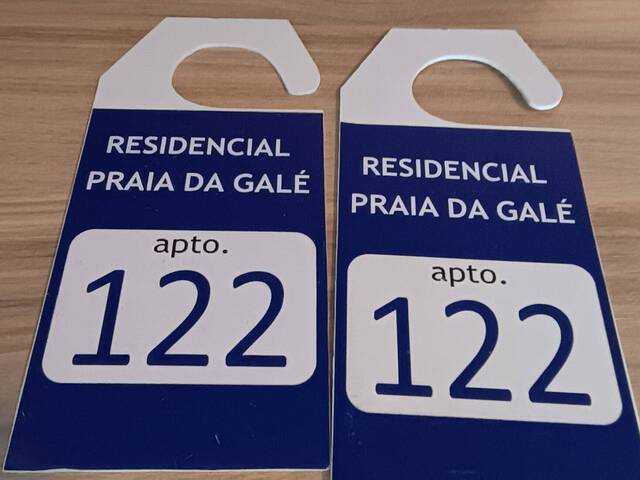 RESIDENCIAL
PRAIA DA GALÉ
apto.
122
RESIDENCIAL
PRAIA DA GALÉ
apto.
122